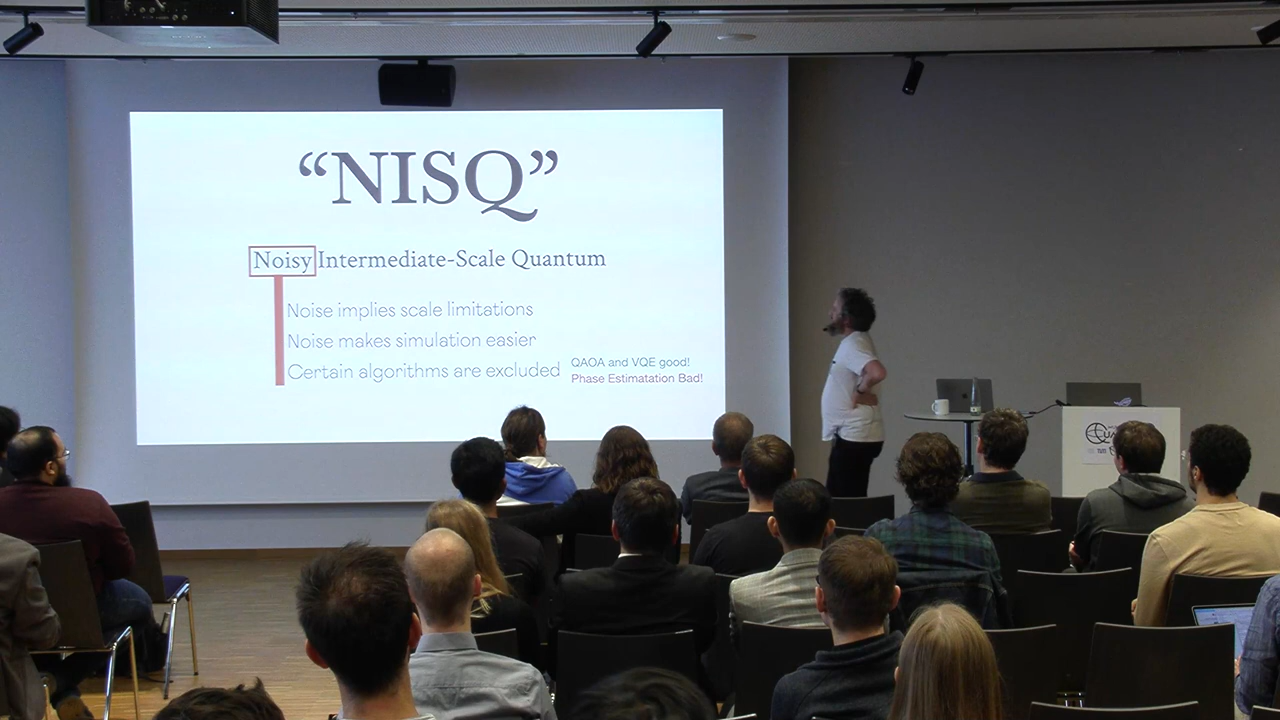 “NISQ”
Noisy Intermediate-Scale Quantum
Noise implies scale limitations
Noise makes simulation easier
Certain algorithms are excluded
QAOA and VQE good!
Phase Estimatation Bad!